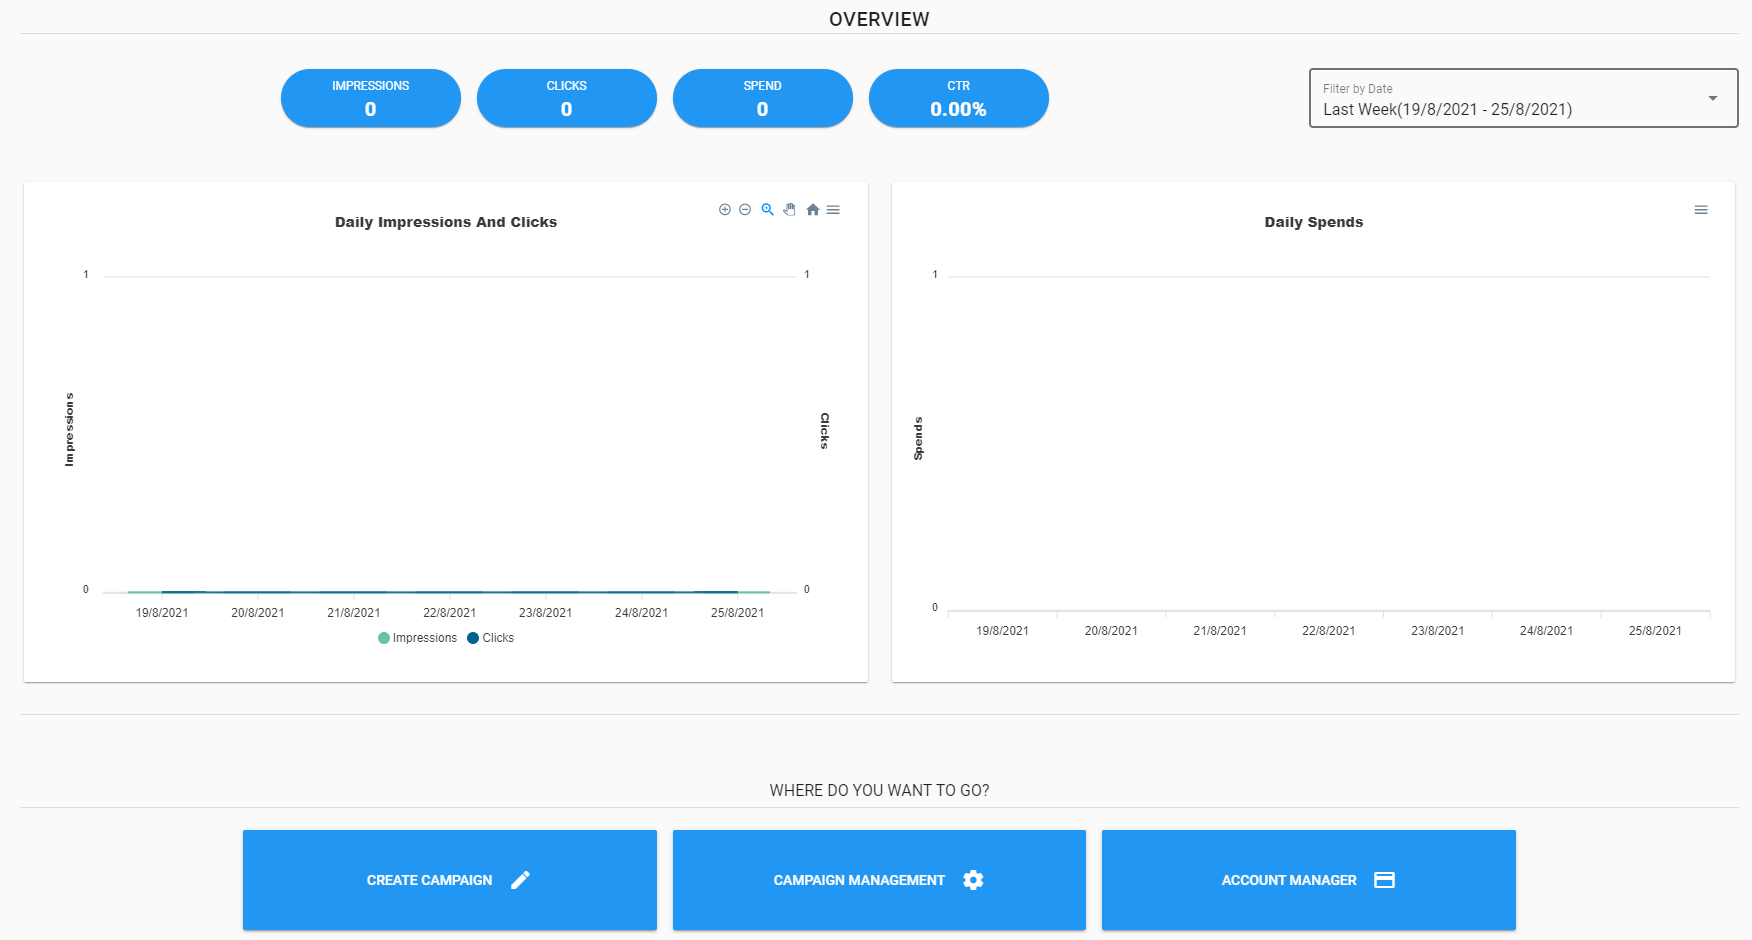 OVERVIEW
IMPRESSIONS
0
CLICKS
0
SPEND
0
CTR
0.00%
Filter by Date
Last Week(19/8/2021 - 25/8/2021)
Daily Impressions And Clicks
1
1
Impressions
Clicks
0
0
19/8/2021 20/8/2021 21/8/2021 22/8/2021 23/8/2021 24/8/2021 25/8/2021
Impressions Clicks
Daily Spends
1
Spends
0
19/8/2021 20/8/2021 21/8/2021 22/8/2021 23/8/2021 24/8/2021 25/8/2021
WHERE DO YOU WANT TO GO?
CREATE CAMPAIGN
CAMPAIGN MANAGEMENT
ACCOUNT MANAGER